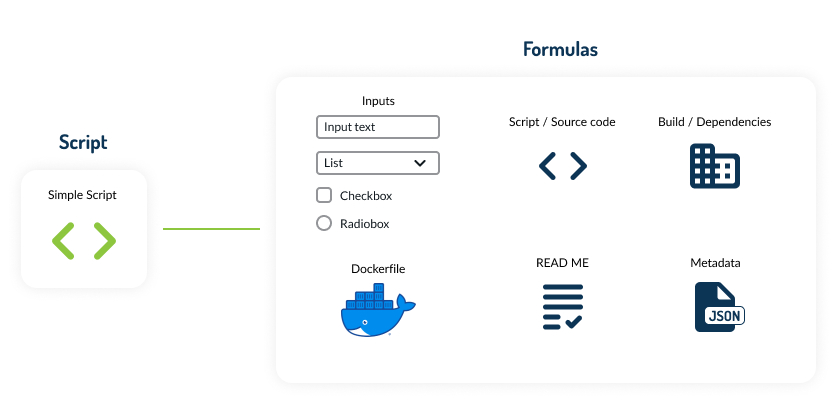 Formulas
Script
Simple Script
Inputs
Input text
List
Checkbox
Radiobox
Script / Source code
Build / Dependencies
Dockerfile
READ ME
Metadata
JSON